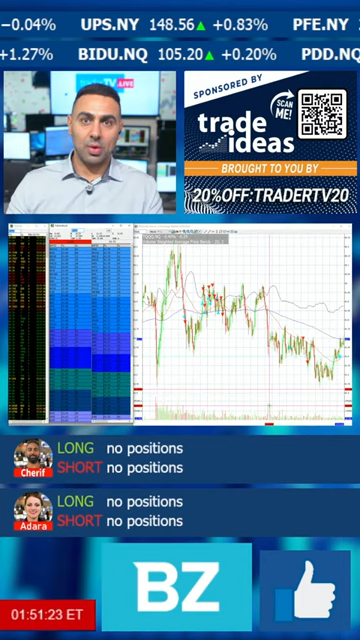 −0.04% UPS.NY 148.56 +0.83% PFE.NY
+1.27% BIDU.NQ 105.20 +0.20% PDD.NQ
TV LIVE
SPONSORED BY
trade
ideas
SCAN
ME!
BROUGHT TO YOU BY
20%OFF:TRADERTV20
LONG no positions
SHORT no positions
Cherif
LONG no positions
SHORT no positions
Adara
BZ
01:51:23 ET